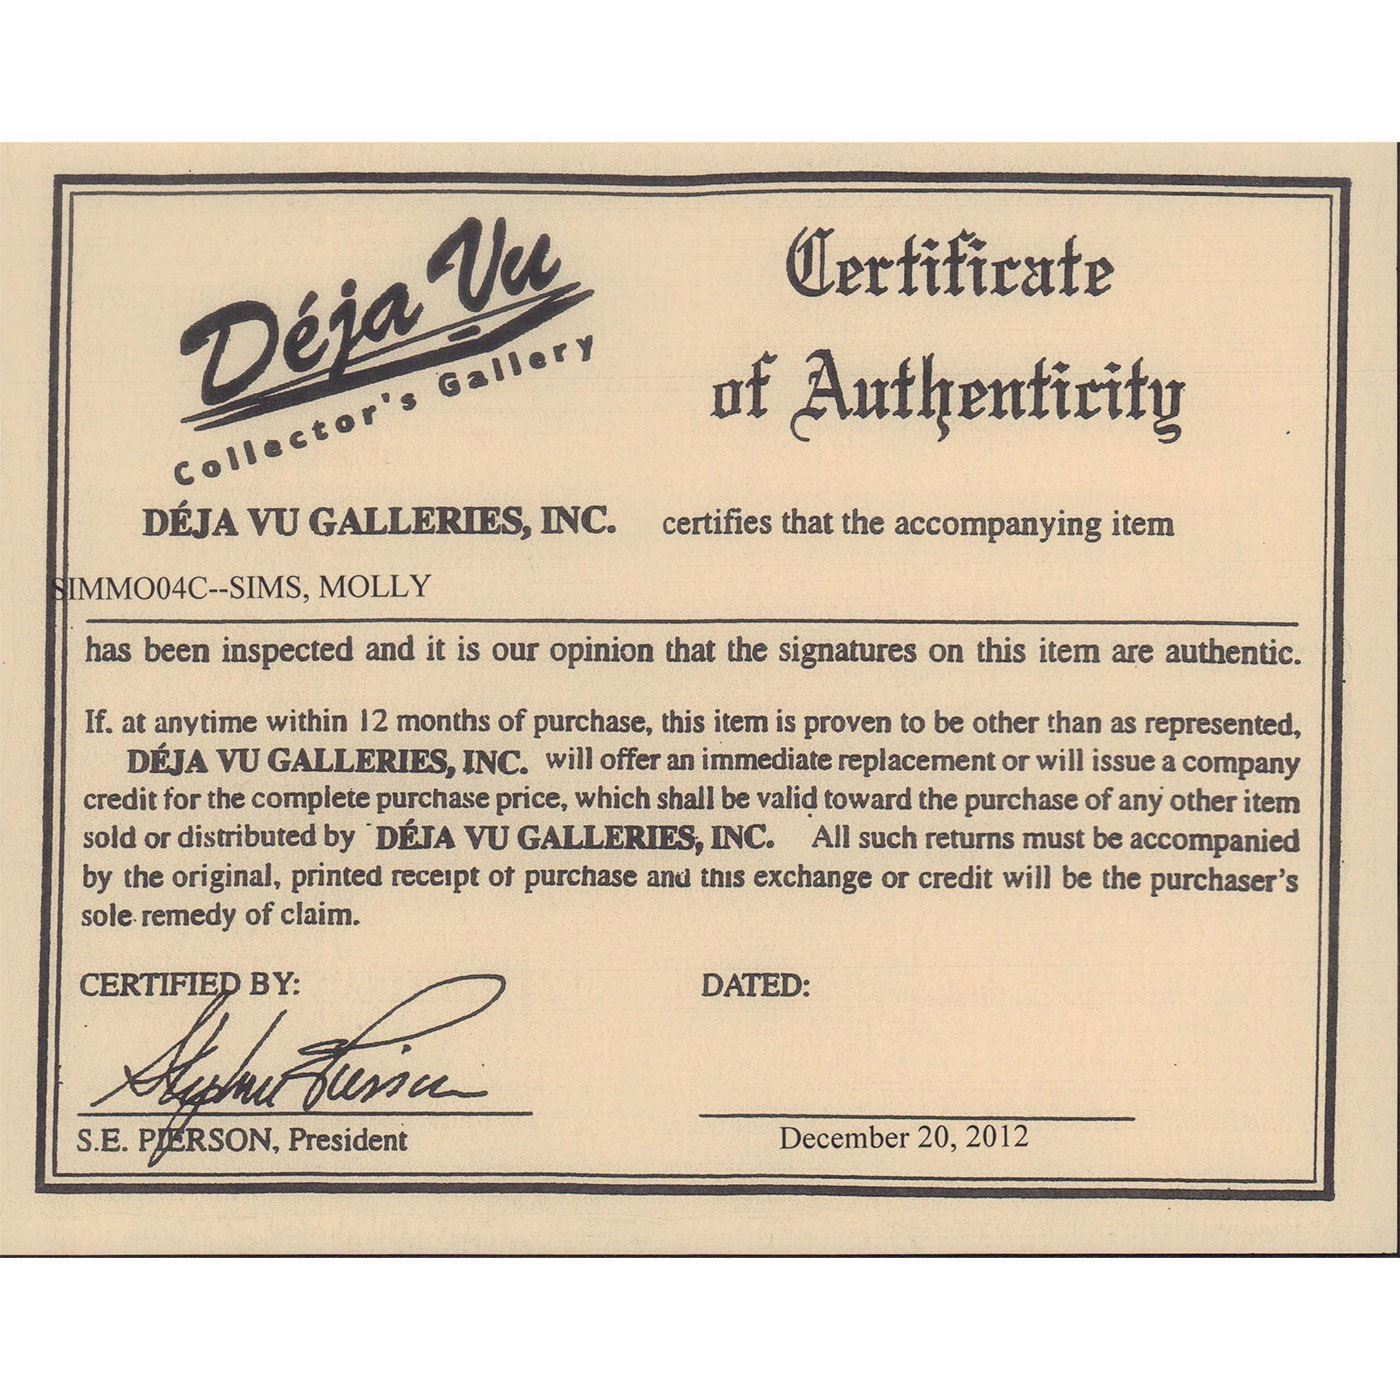 Déja Vu
Collector's Gallery
Certificate
of Authenticity
DÉJA VU GALLERIES, INC. certifies that the accompanying item
SIMMO04C--SIMS, MOLLY
has been inspected and it is our opinion that the signatures on this item are authentic.
If. at anytime within 12 months of purchase, this item is proven to be other than as represented,
DÉJA VU GALLERIES, INC. will offer an immediate replacement or will issue a company
credit for the complete purchase price, which shall be valid toward the purchase of any other item
sold or distributed by DÉJA VU GALLERIES, INC. All such returns must be accompanied
by the original, printed receipt of purchase and this exchange or credit will be the purchaser's
sole remedy of claim.
CERTIFIED BY:
DATED:
S.E. PIERSON, President
December 20, 2012